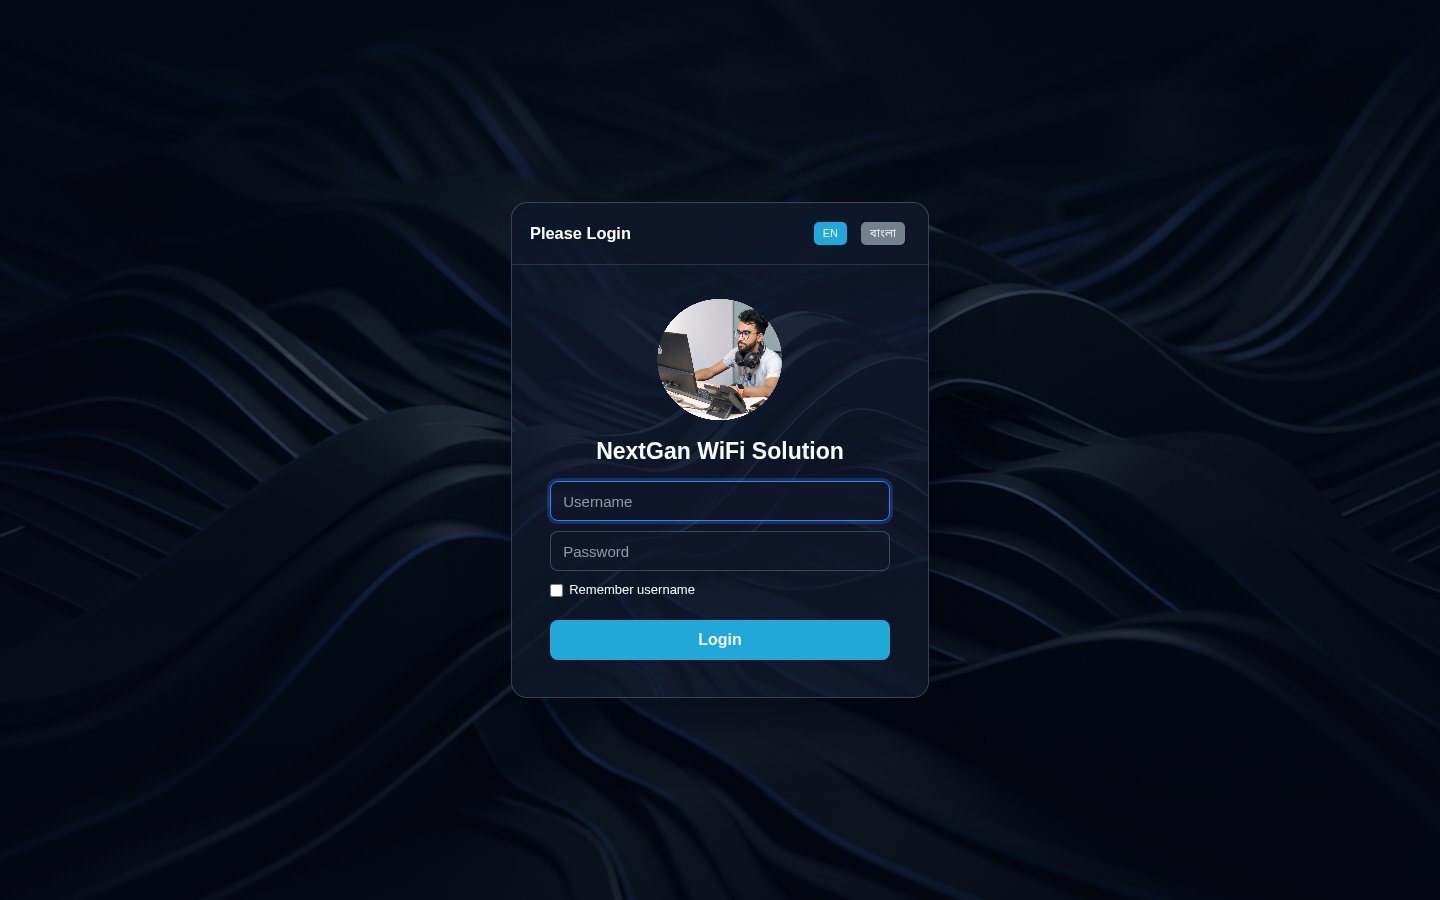 Please Login
EN
বাংলা
NextGan WiFi Solution
Username
Password
Remember username
Login